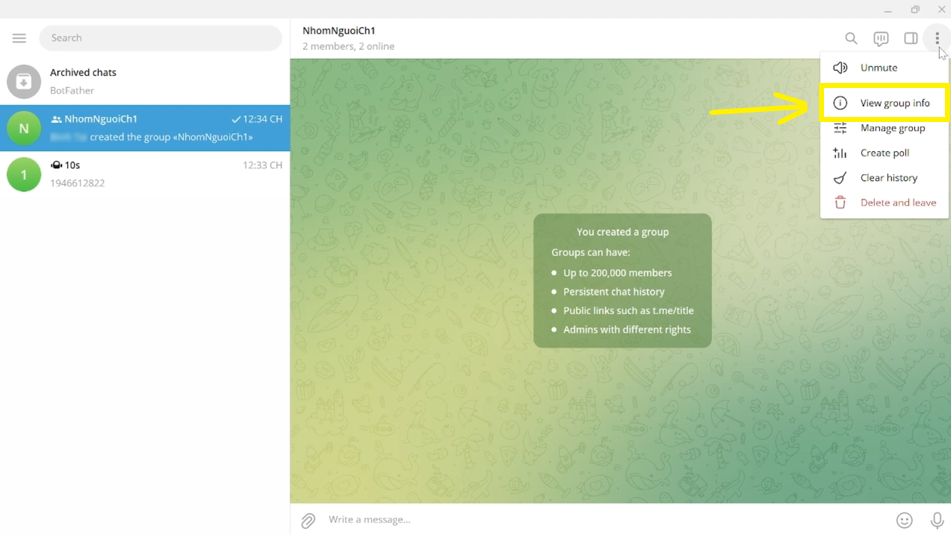 Search
Archived chats
BotFather
N
NhomNguoiCh1
12:34 CH
created the group «NhomNguoiCh1»
1
10s
12:33 CH
1946612822
NhomNguoiCh1
2 members, 2 online
Unmute
View group info
Manage group
Create poll
Clear history
Delete and leave
You created a group
Groups can have:
Up to 200,000 members
Persistent chat history
Public links such as t.me/title
Admins with different rights
Write a message...